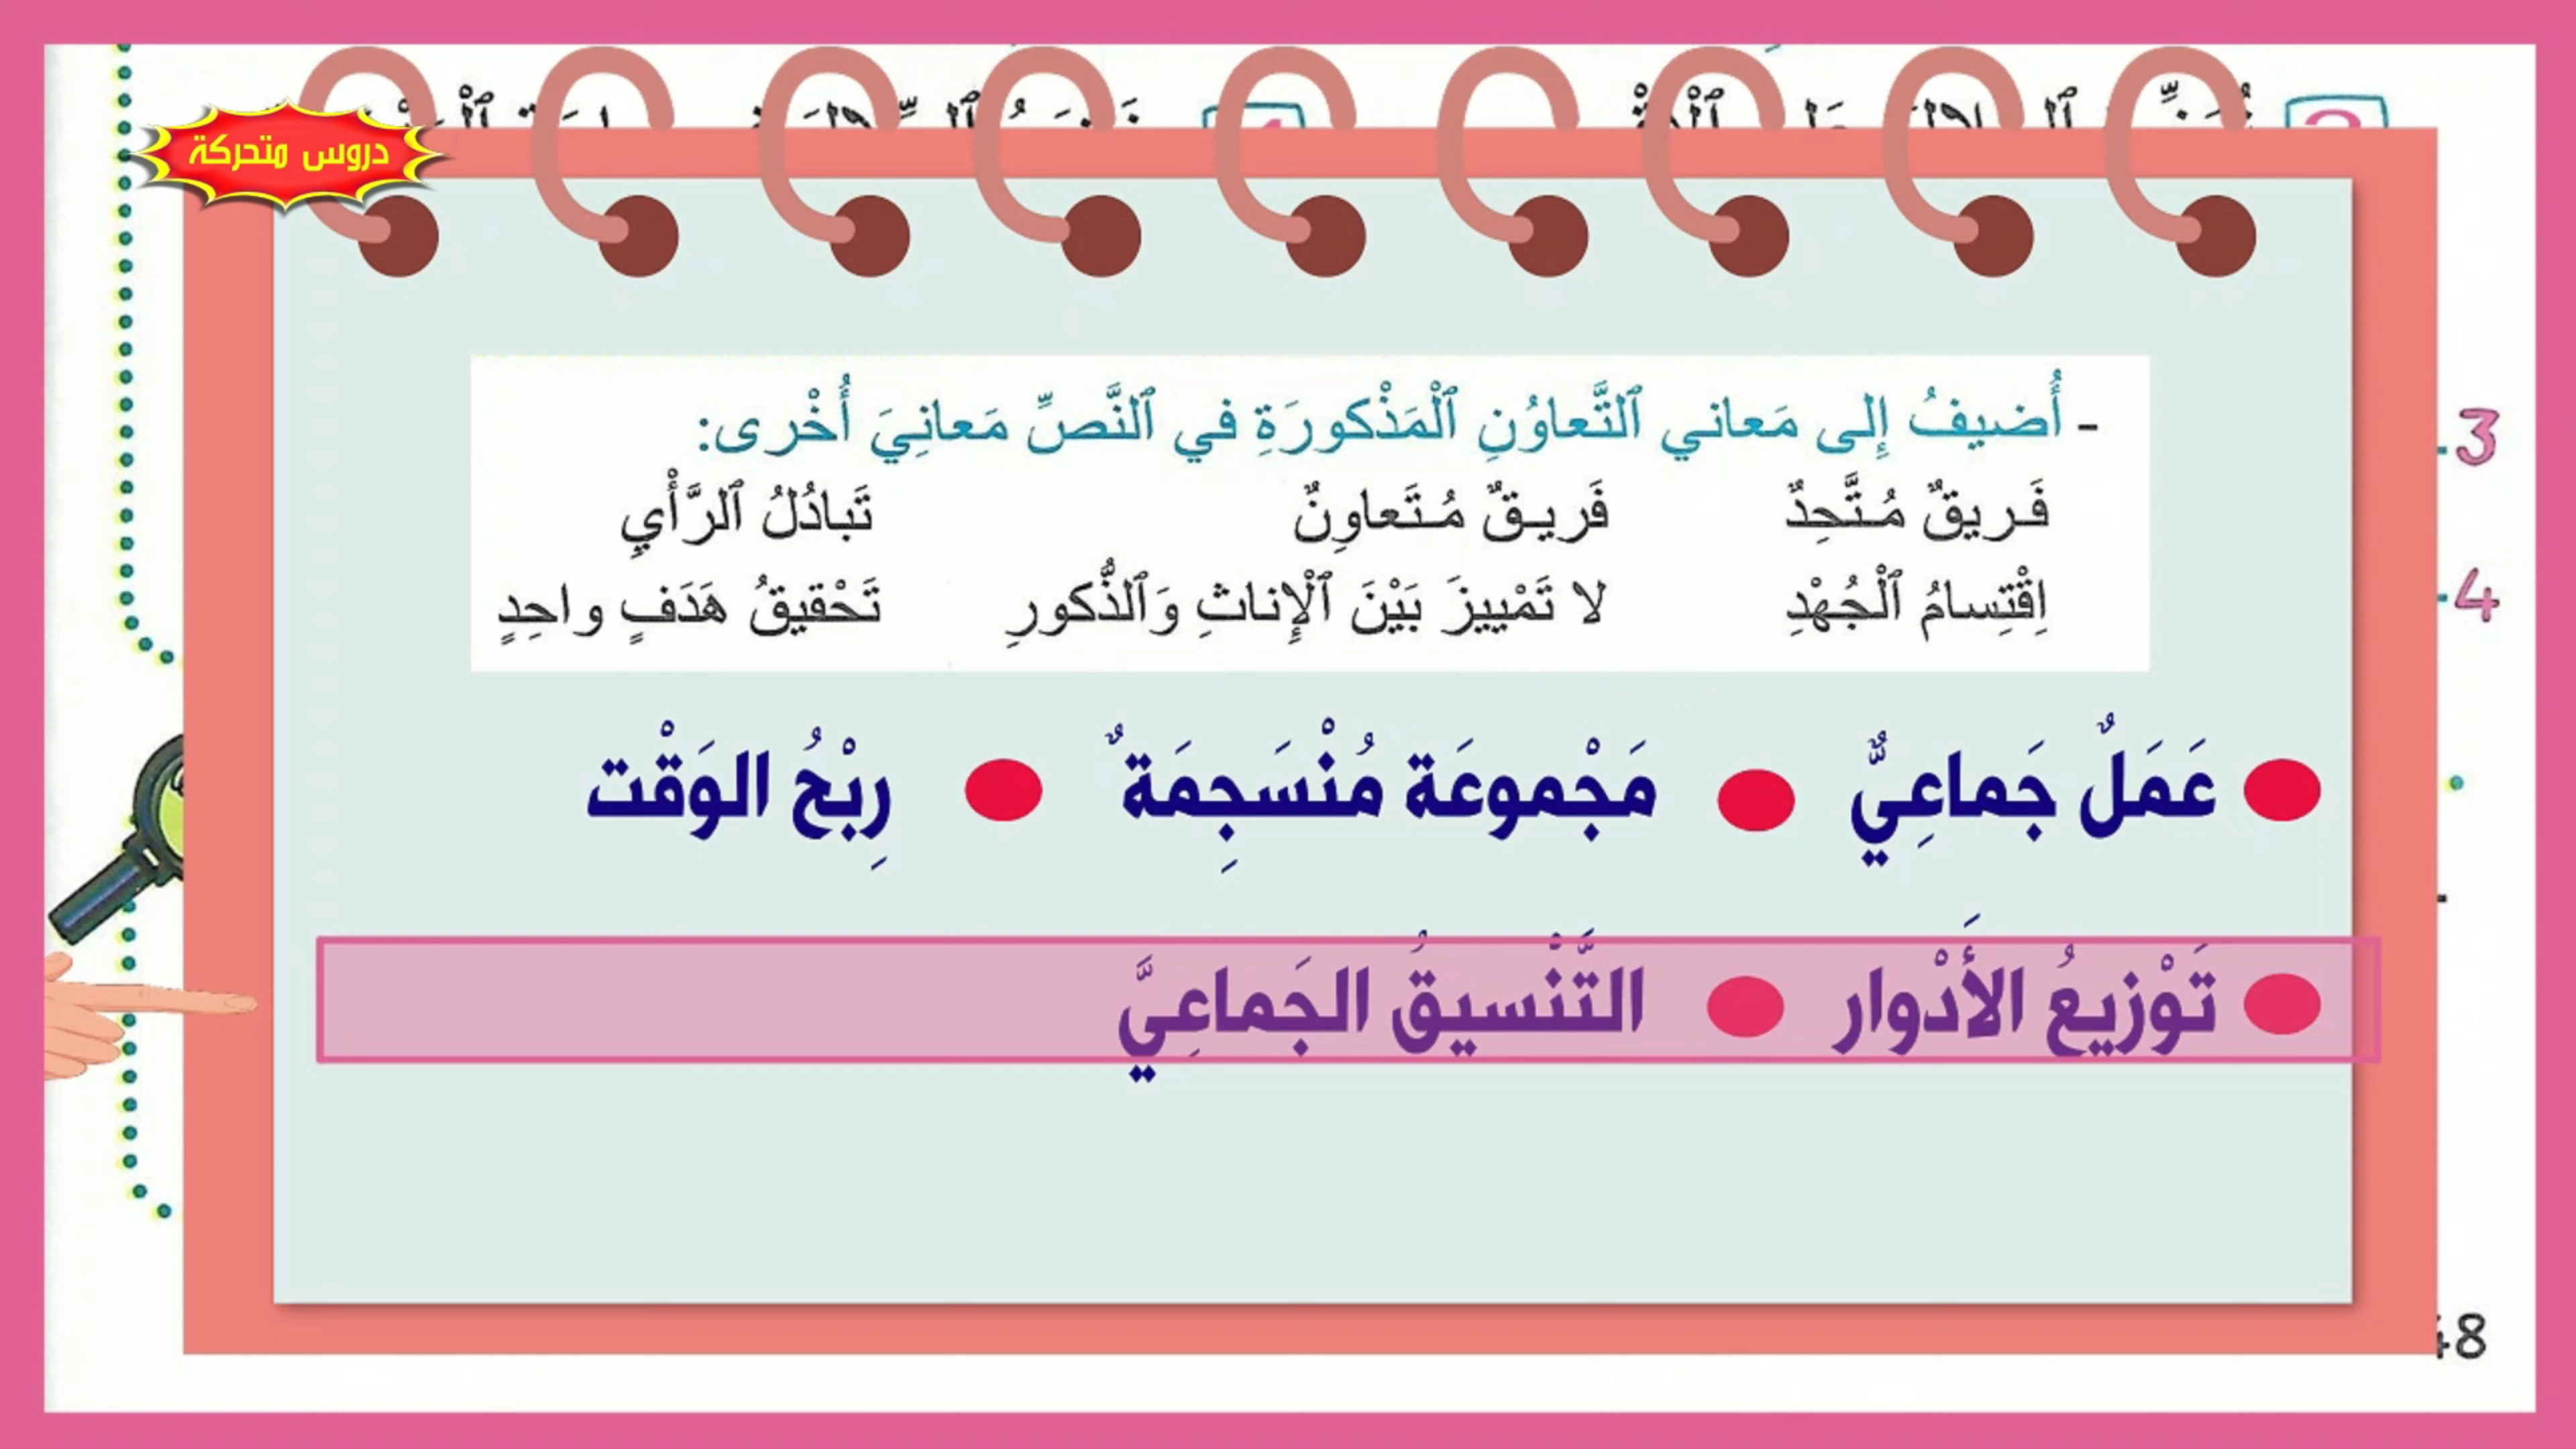 دروس متحركة
- أُضيفُ إِلى مَعاني ٱلتَّعاوُنِ ٱلْمَذْكورَةِ في ٱلنَّصِّ مَعانِيَ أُخْرى:
فَريقٌ مُتَّحِدٌ فَريقٌ مُتَعاوِنٌ تَبادُلُ ٱلرَّأْيِ
اِقْتِسامُ ٱلْجُهْدِ لا تَمْييزَ بَيْنَ ٱلْإِناثِ وَٱلذُّكورِ تَحْقيقُ هَدَفٍ واحِدٍ
عَمَلٌ جَماعِيٌّ مَجْموعَة مُنْسَجِمَةٌ رِبْحُ الوَقْت
تَوْزيعُ الأَدْوار التَّنْسيقُ الجَماعِيَّ
3
4
48